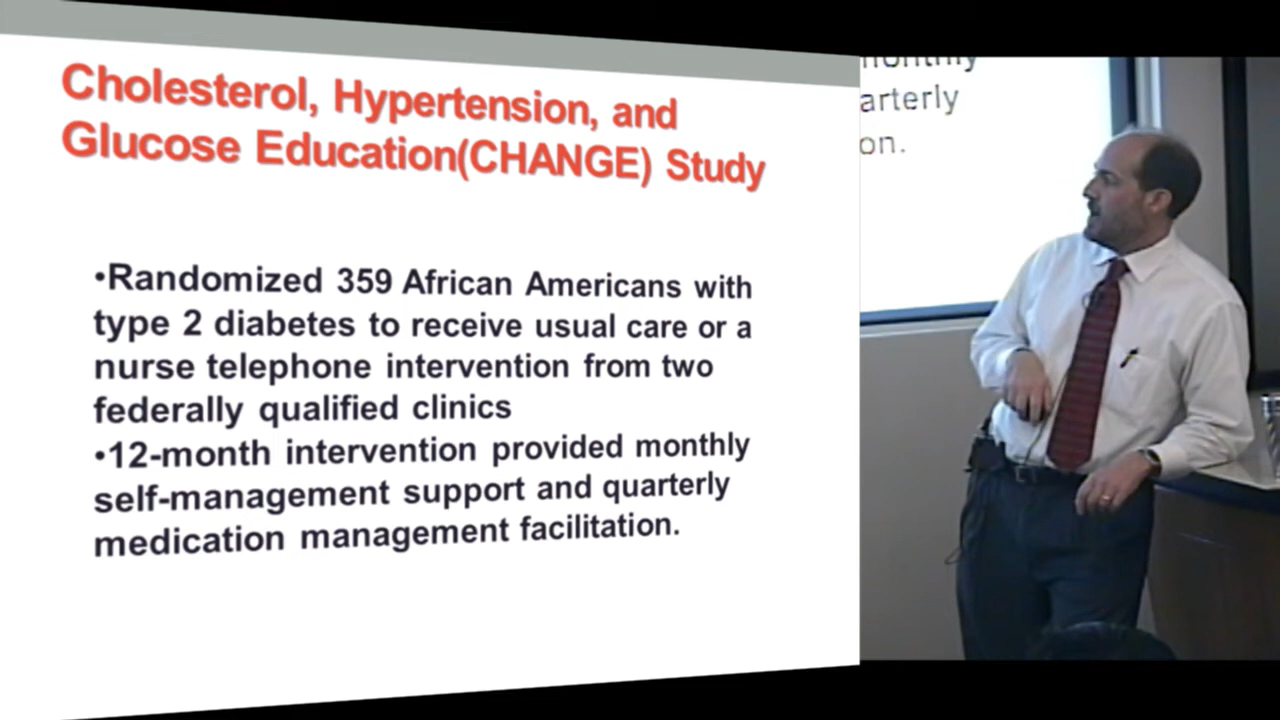 Cholesterol, Hypertension, and
Glucose Education(CHANGE) Study
•Randomized 359 African Americans with
type 2 diabetes to receive usual care or a
nurse telephone intervention from two
federally qualified clinics
•12-month intervention provided monthly
self-management support and quarterly
medication management facilitation.
monthly
arterly
on.